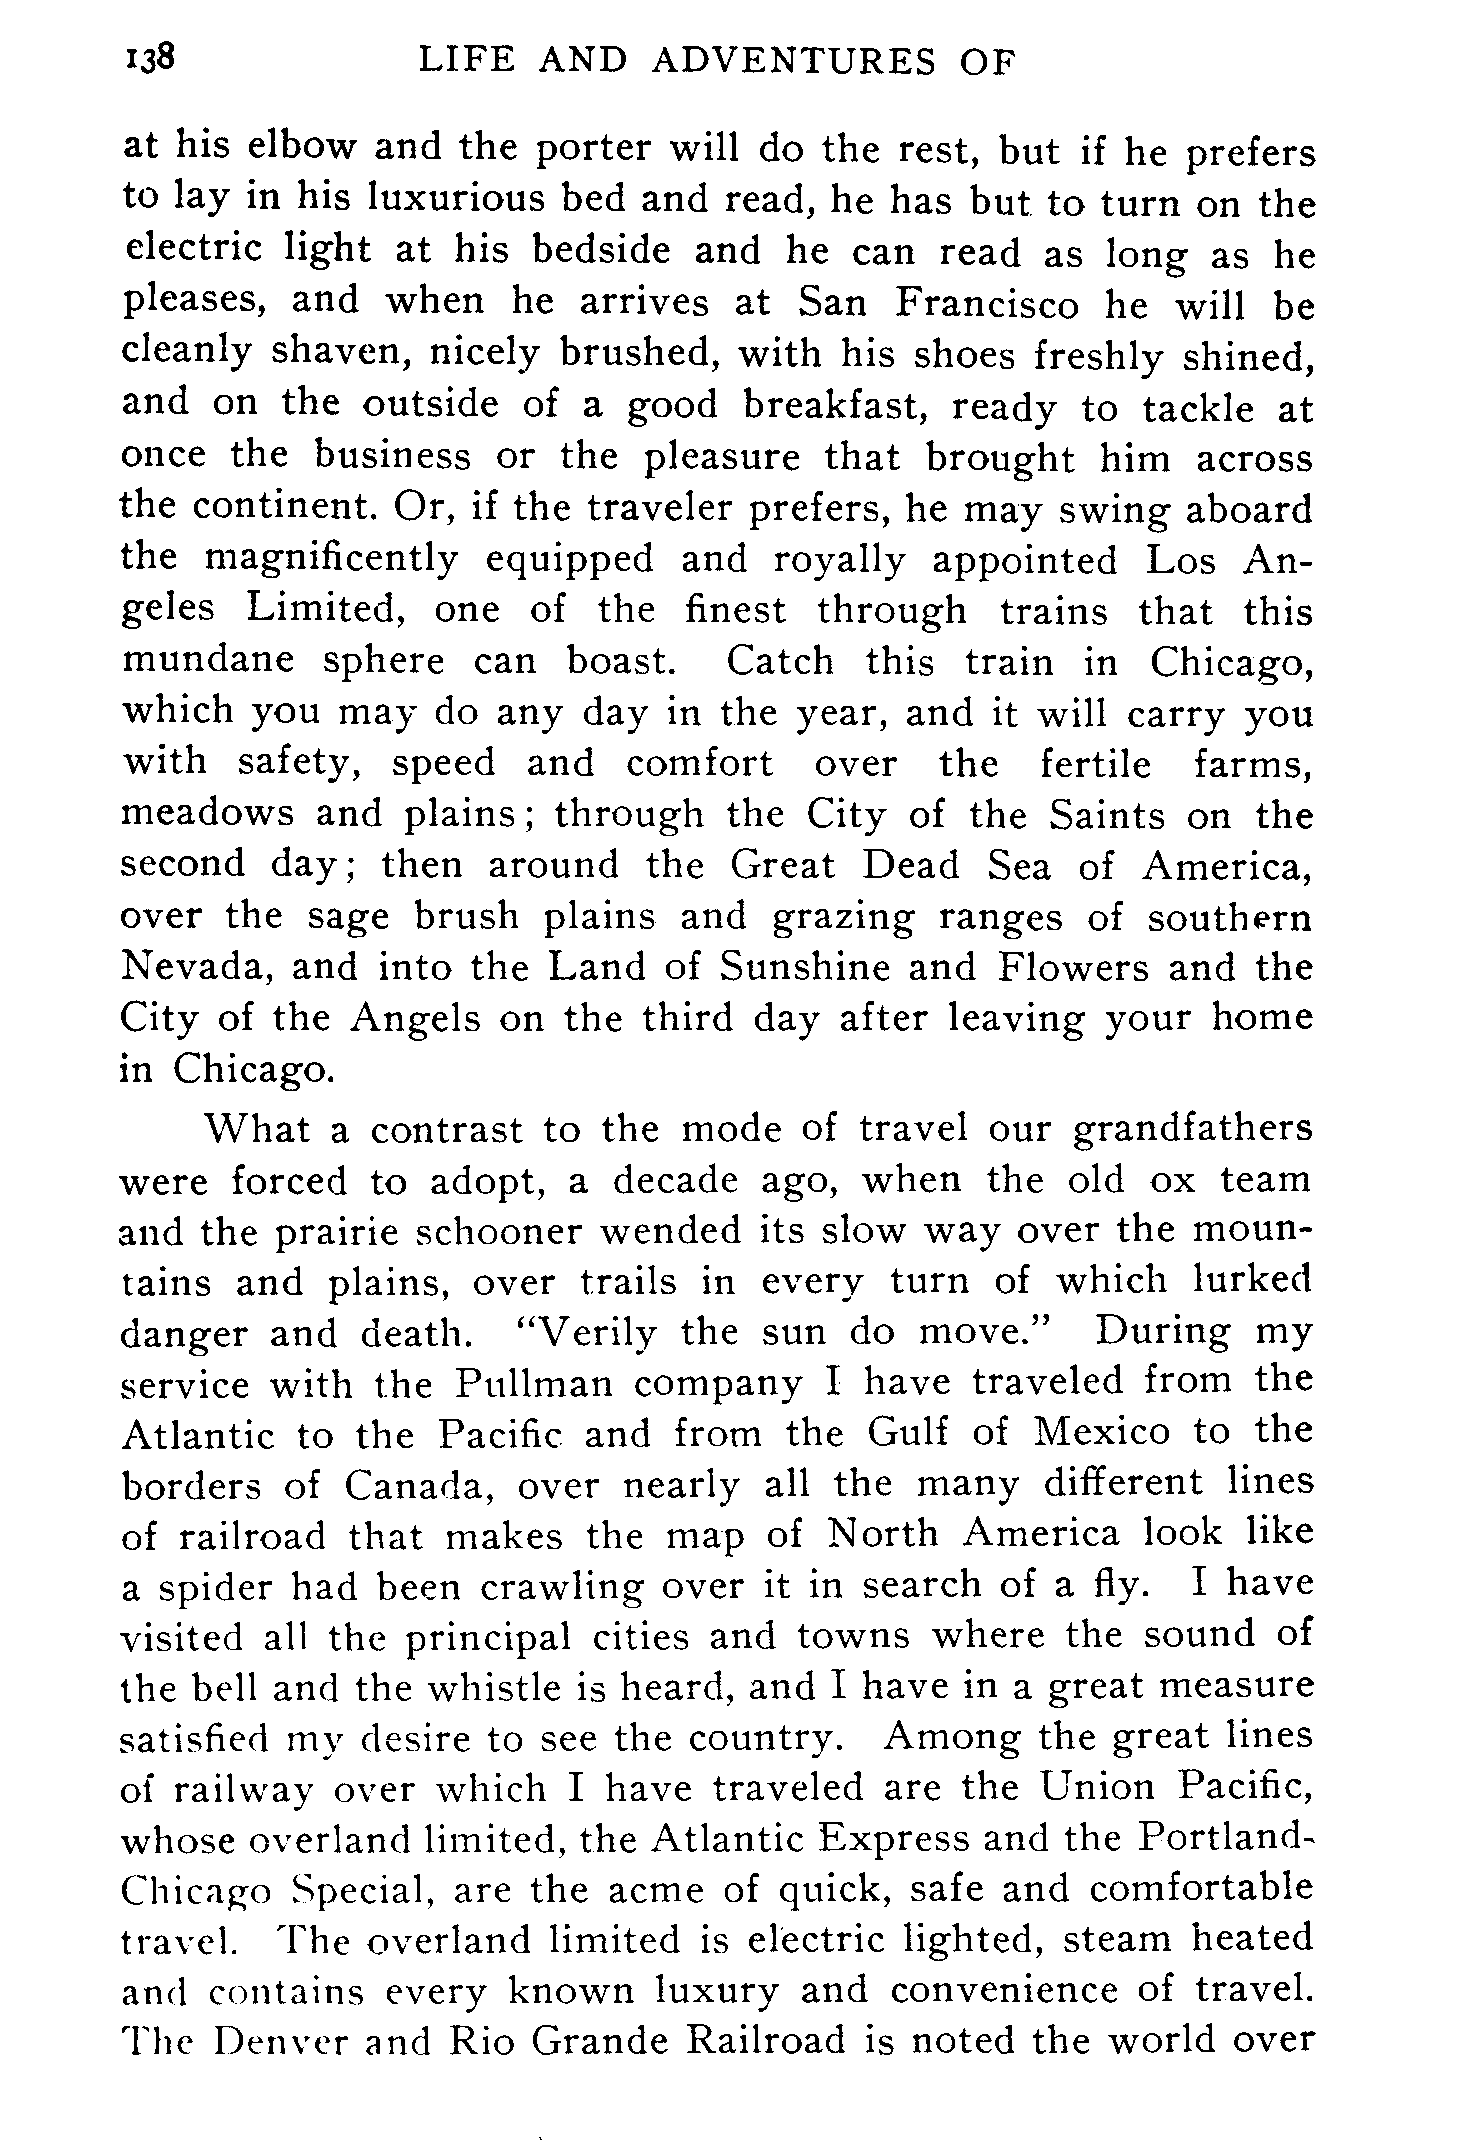 138 LIFE AND ADVENTURES OF
at his elbow and the porter will do the rest, but if he prefers
to lay in his luxurious bed and read, he has but to turn on the
electric light at his bedside and he can read as long as he
pleases, and when he arrives at San Francisco he will be
cleanly shaven, nicely brushed, with his shoes freshly shined,
and on the outside of a good breakfast, ready to tackle at
once the business or the pleasure that brought him across
the continent. Or, if the traveler prefers, he may swing aboard
the magnificently equipped and royally appointed Los An-
geles Limited, one of the finest through trains that this
mundane sphere can boast. Catch this train in Chicago,
which you may do any day in the year, and it will carry you
with safety, speed and comfort over the fertile farms,
meadows and plains; through the City of the Saints on the
second day; then around the Great Dead Sea of America,
over the sage brush plains and grazing ranges of southern
Nevada, and into the Land of Sunshine and Flowers and the
City of the Angels on the third day after leaving your home
in Chicago.
What a contrast to the mode of travel our grandfathers
were forced to adopt, a decade ago, when the old ox team
and the prairie schooner wended its slow way over the moun-
tains and plains, over trails in every turn of which lurked
danger and death. "Verily the sun do move." During my
service with the Pullman company I have traveled from the
Atlantic to the Pacific and from the Gulf of Mexico to the
borders of Canada, over nearly all the many different lines
of railroad that makes the map of North America look like
a spider had been crawling over it in search of a fly. I have
visited all the principal cities and towns where the sound of
the bell and the whistle is heard, and I have in a great measure
satisfied my desire to see the country. Among the great lines
of railway over which I have traveled are the Union Pacific,
whose overland limited, the Atlantic Express and the Portland-
Chicago Special, are the acme of quick, safe and comfortable
travel. The overland limited is electric lighted, steam heated
and contains every known luxury and convenience of travel.
The Denver and Rio Grande Railroad is noted the world over